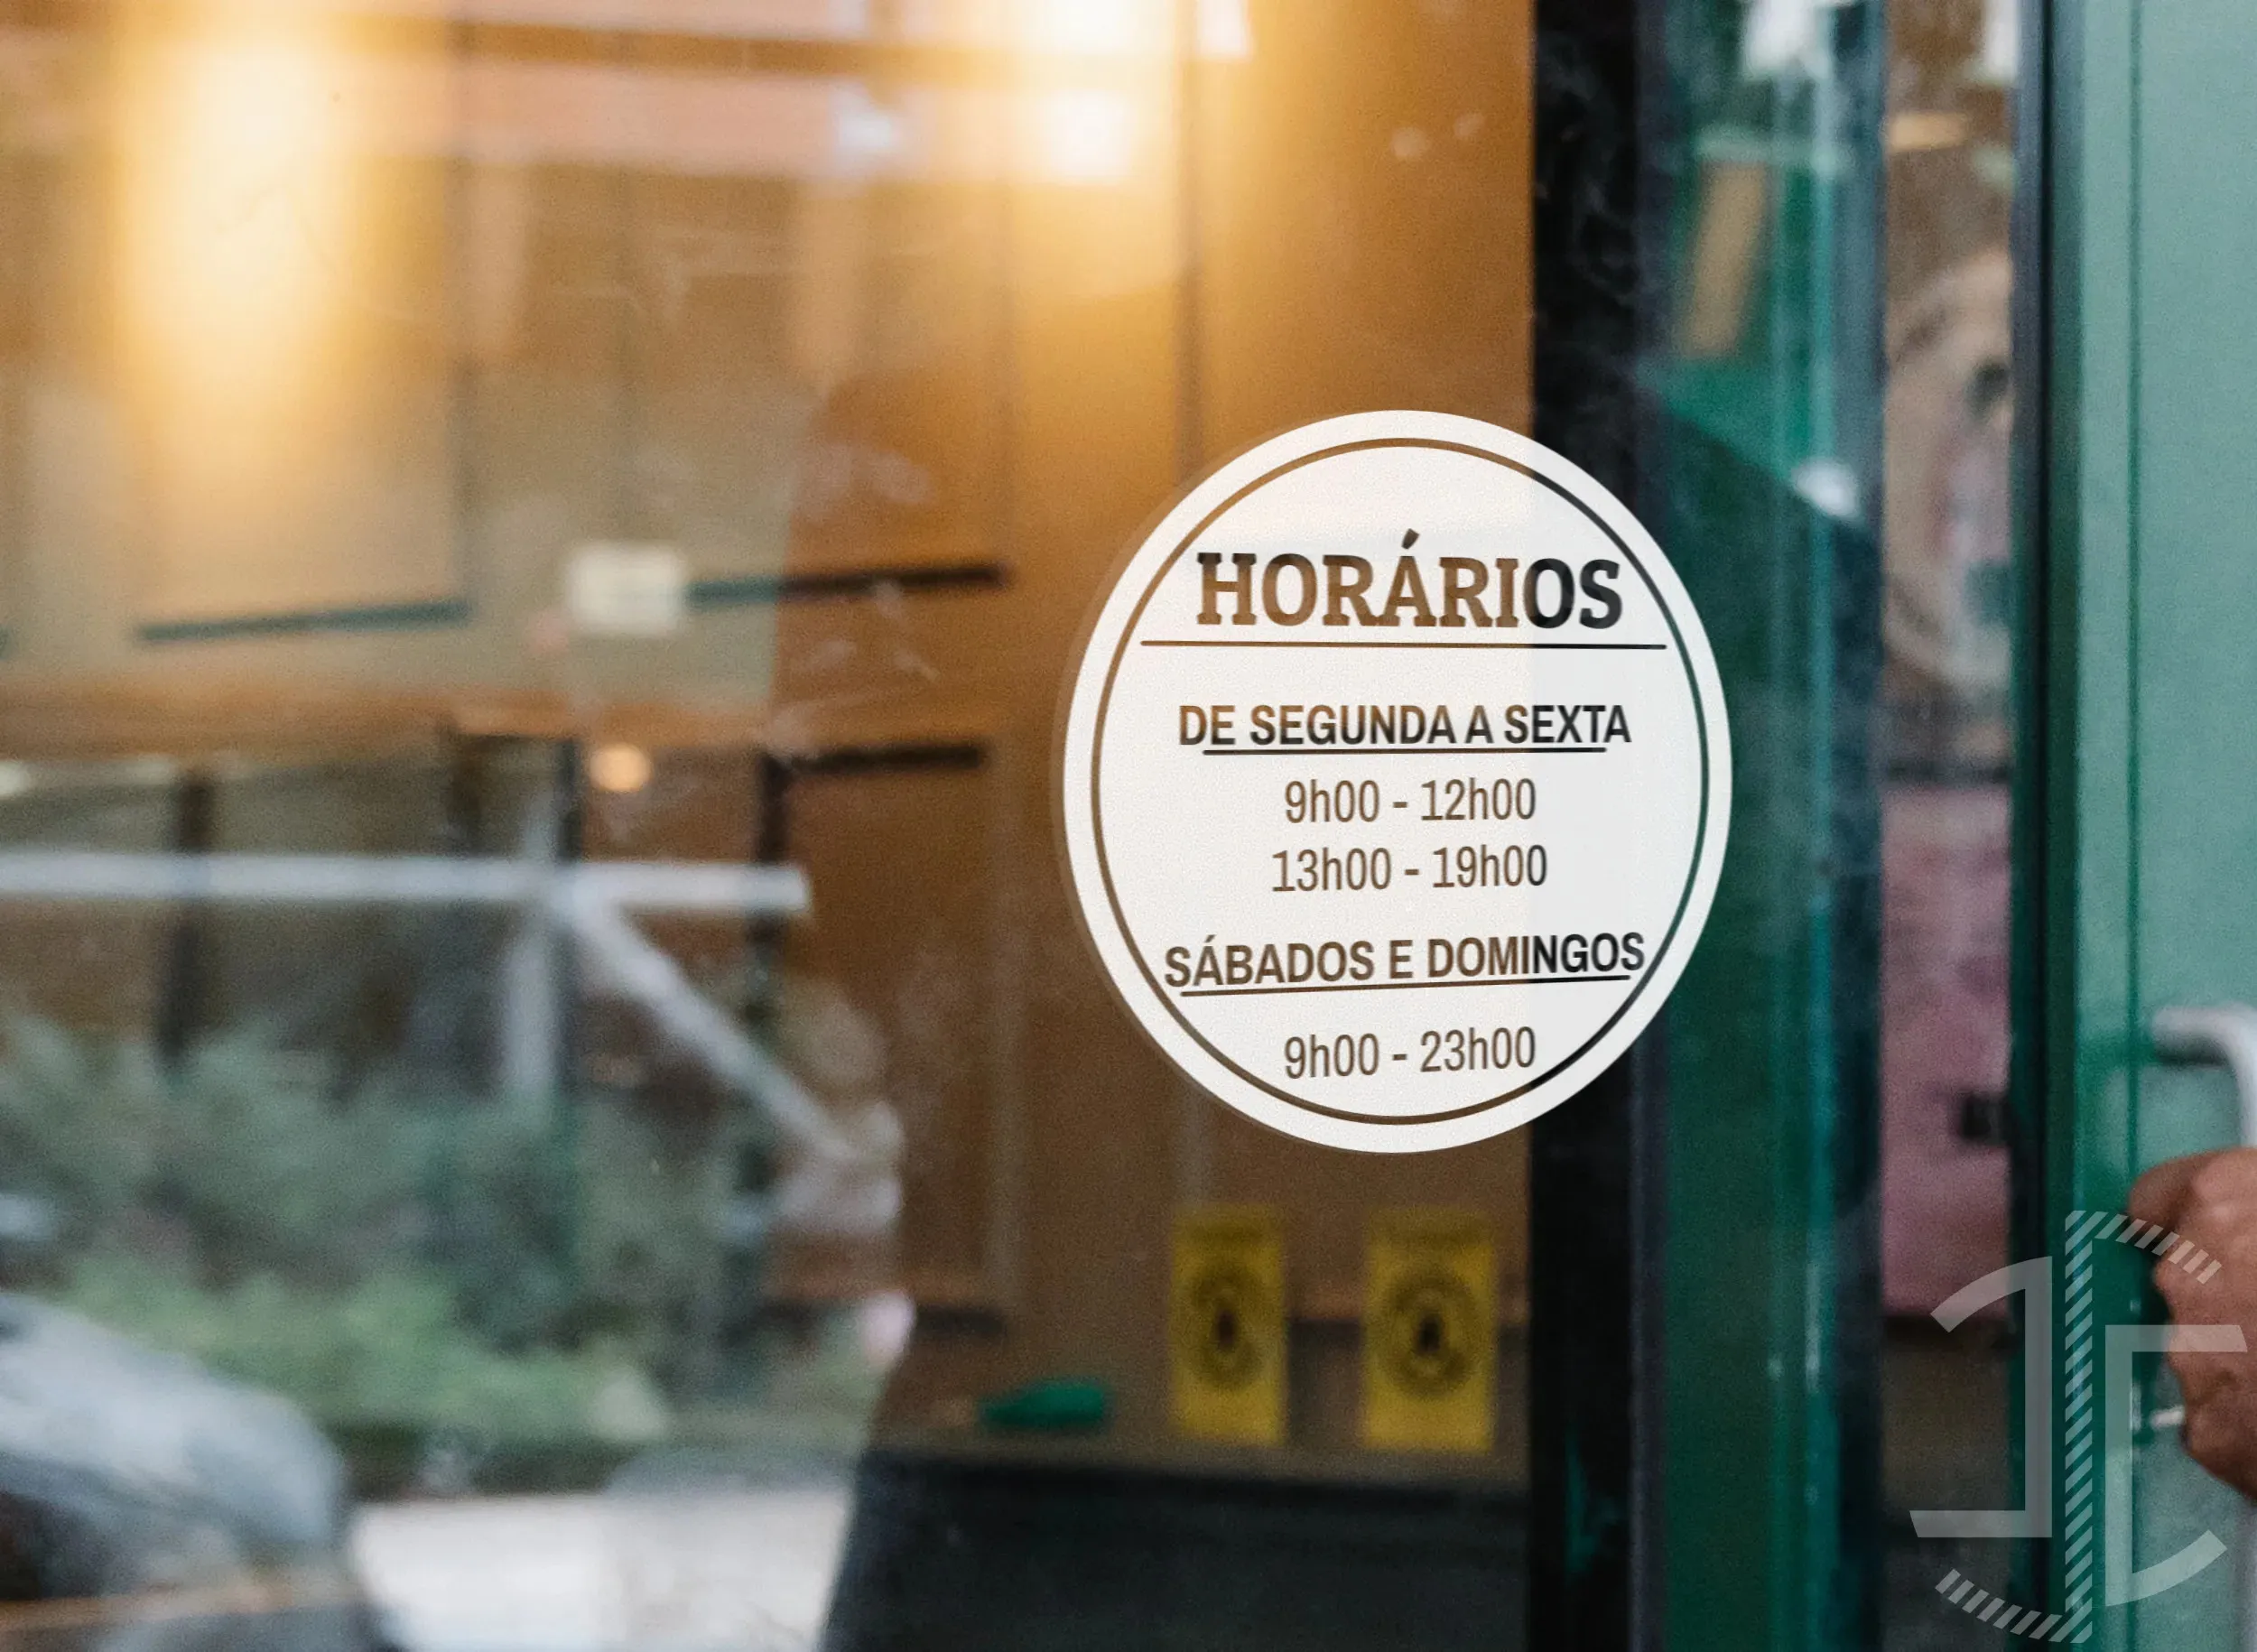 HORÁRIOS
DE SEGUNDA A SEXTA
9h00 - 12h00
13h00 - 19h00
SÁBADOS E DOMINGOS
9h00 - 23h00